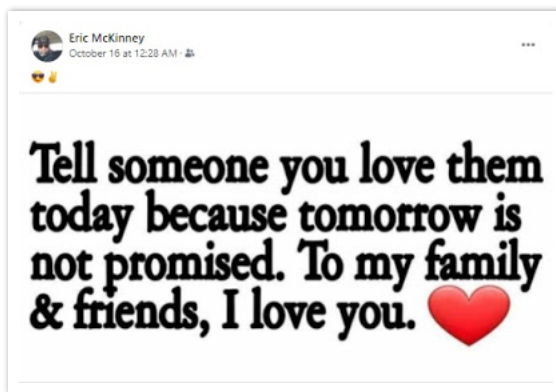 Eric McKinney
October 16 at 12:28 AM ·
😎✌
Tell someone you love them
today because tomorrow is
not promised. To my family
& friends, I love you. ❤